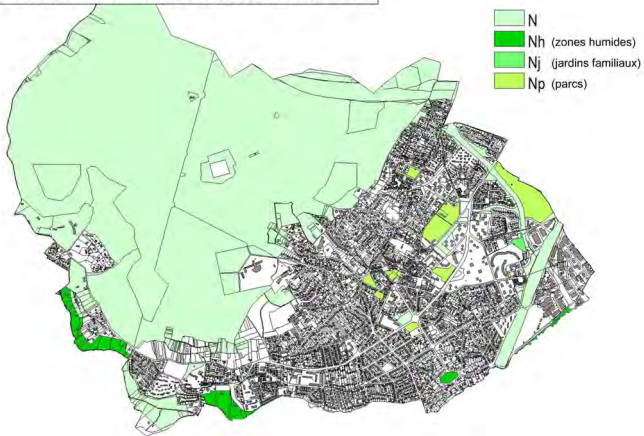 N
Nh (zones humides)
Nj (jardins familiaux)
Np (parcs)